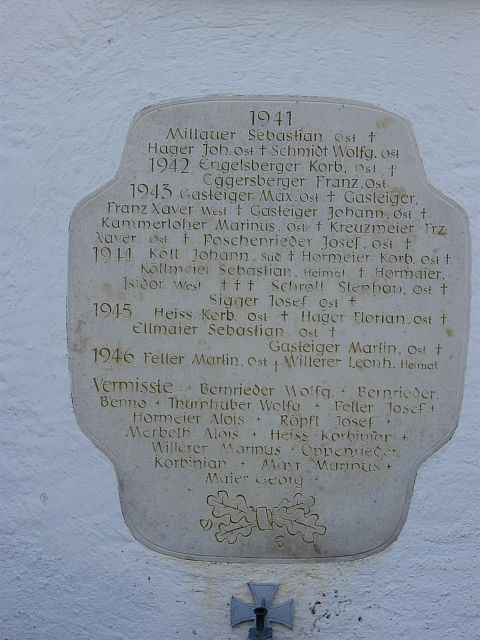 1941
Millauer Sebastian Ost †
Hager Joh. Ost † Schmidt Wolfg. Ost
1942 Engelsberger Korb. Ost †
Eggersberger Franz, Ost
1943 Gasteiger Max. Ost † Gasteiger,
Franz Xaver West † Gasteiger Johann, Ost †
Kammerloher Marinus, Ost † Kreuzmeier Frz
Xaver, Ost † Poschenrieder Josef, Ost †
1944 Köll Johann, Süd † Hormeier Korb. Ost †.
Köllmeier Sebastian, Heimat † Hormaier,
Isidor West † † † Schroll Stephan, Ost †
Sigger Josef Ost †
1945 Heiss Korb. Ost † Hager Florian, Ost †
Ellmaier Sebastian Ost †
Gasteiger Martin, Ost †
1946 Feller Martin, Ost † Willerer Leonh. Heimat
Vermisste: Bernrieder Wolfg. + Bernrieder,
Benno + Thurnhuber Wolfg + Feller Josef +
Hormeier Alois + Röpfl Josef +
Merbeth Alois + Heiss Korbinian +
Willerer Marinus + Oppenrieder,
Korbinian + Mayr Marinus +
Maier Georg